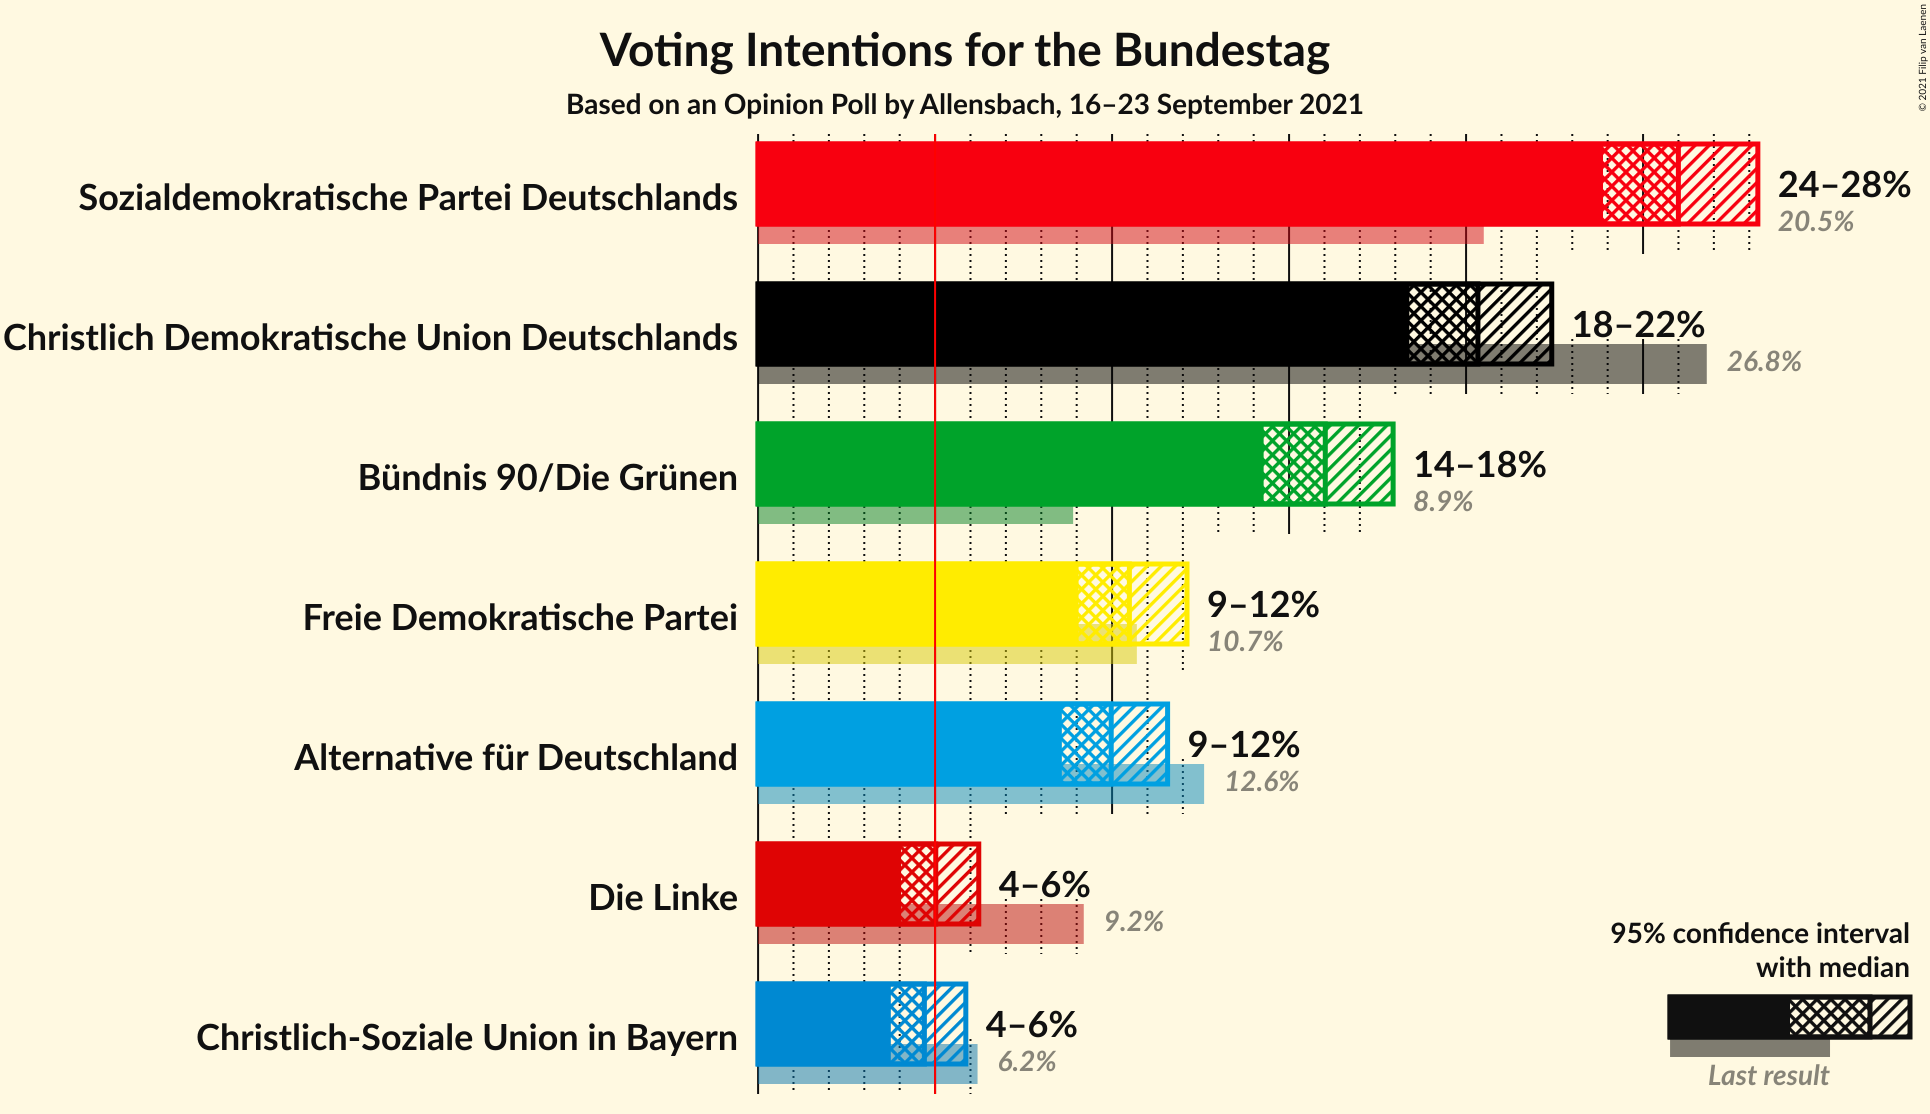 Voting Intentions for the Bundestag
Based on an Opinion Poll by Allensbach, 16–23 September 2021
© 2021 Filip van Laenen
Sozialdemokratische Partei Deutschlands
24–28%
20.5%
Christlich Demokratische Union Deutschlands
18–22%
26.8%
Bündnis 90/Die Grünen
14–18%
8.9%
Freie Demokratische Partei
9–12%
10.7%
Alternative für Deutschland
9–12%
12.6%
Die Linke
4–6%
9.2%
Christlich-Soziale Union in Bayern
4–6%
6.2%
95% confidence interval
with median
Last result